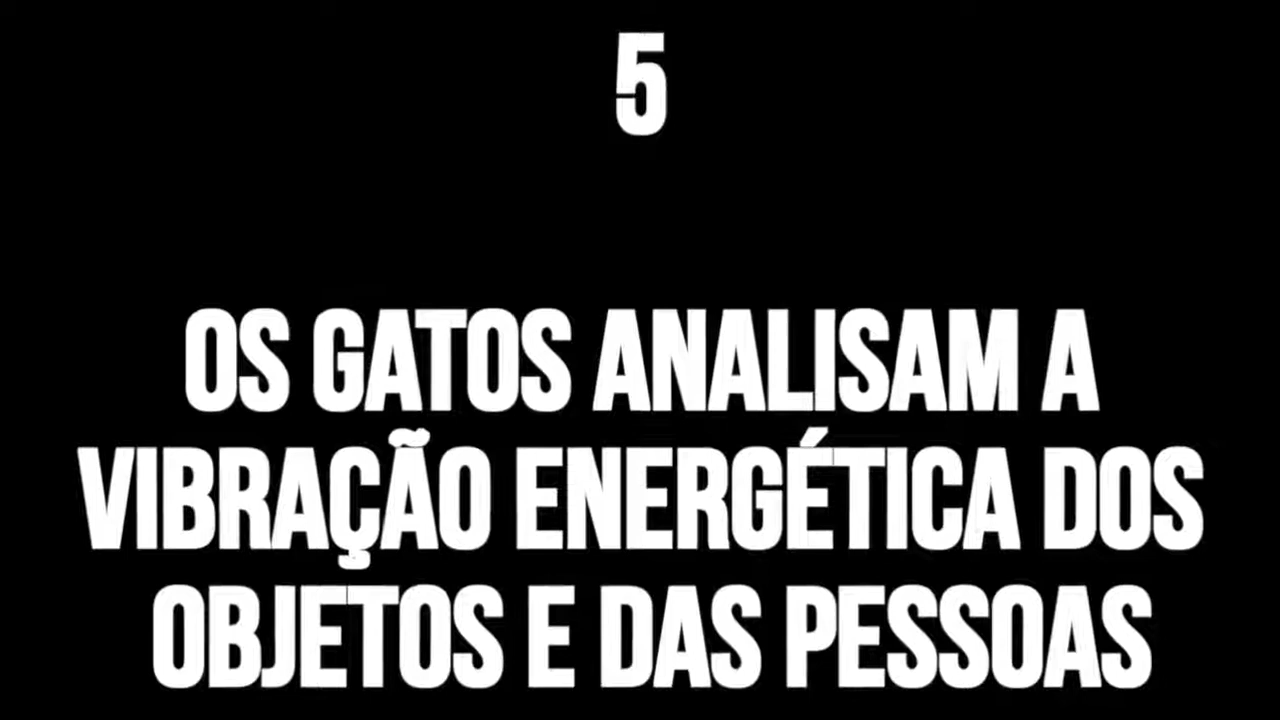 5
OS GATOS ANALISAM A
VIBRAÇÃO ENERGÉTICA DOS
OBJETOS E DAS PESSOAS